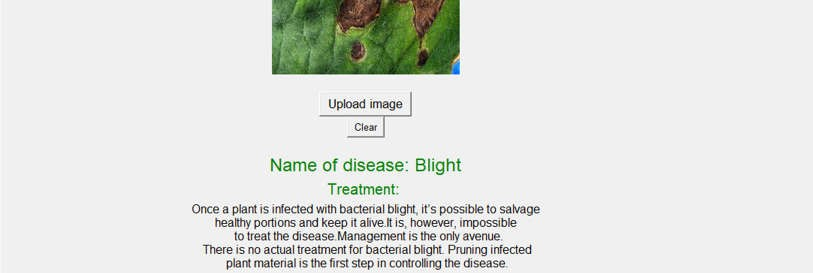 Upload image
Clear
Name of disease: Blight
Treatment:
Once a plant is infected with bacterial blight, it's possible to salvage
healthy portions and keep it alive.It is, however, impossible
to treat the disease.Management is the only avenue.
There is no actual treatment for bacterial blight. Pruning infected
plant material is the first step in controlling the disease.